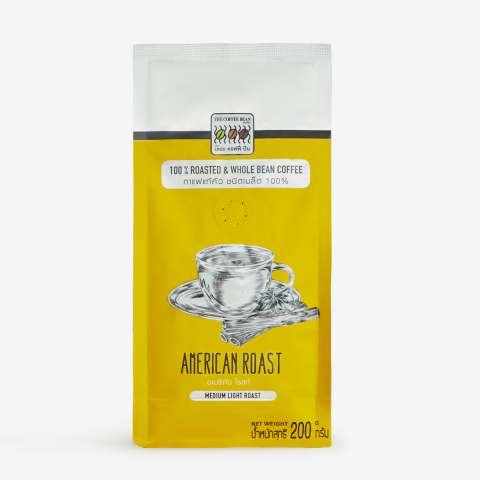 THE COFFEE BEAN
เดอะ คอฟฟี่ บีน
100% ROASTED & WHOLE BEAN COFFEE
กาแฟแท้คั่ว ชนิดเมล็ด 100%
AMERICAN ROAST
อเมริกัน โรสท์
MEDIUM LIGHT ROAST
NET WEIGHT 200 G
น้ำหนักสุทธิ กรัม